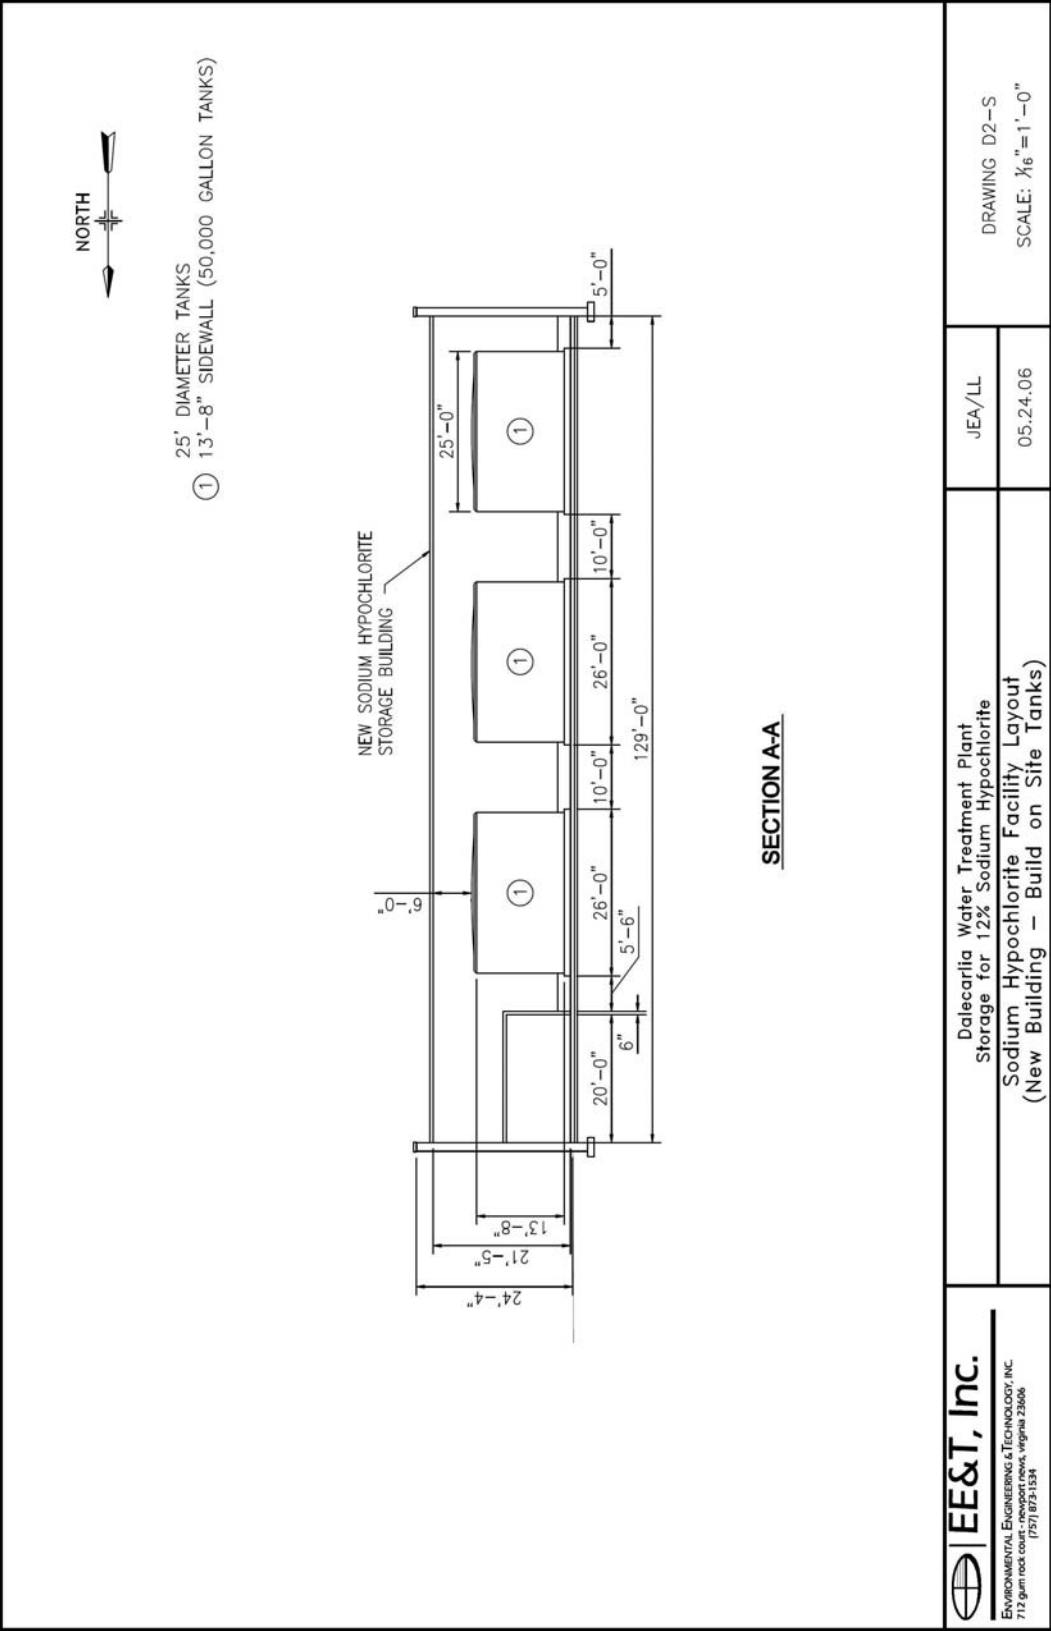 NORTH
25' DIAMETER TANKS
① 13'-8" SIDEWALL (50,000 GALLON TANKS)
NEW SODIUM HYPOCHLORITE
STORAGE BUILDING
6'-0"
25'-0"
1
1
1
24'-4"
21'-5"
13'-8"
20'-0"
6"
5'-6"
26'-0"
10'-0"
26'-0"
10'-0"
5'-0"
129'-0"
SECTION A-A
EE&T, Inc.
ENVIRONMENTAL ENGINEERING & TECHNOLOGY, INC.
712 gum rock court - newport news, virginia 23606
(757) 873-1534
Dalecarlia Water Treatment Plant
Storage for 12% Sodium Hypochlorite
Sodium Hypochlorite Facility Layout
(New Building - Build on Site Tanks)
JEA/LL
05.24.06
DRAWING D2-S
SCALE: 1/16"=1'-0"